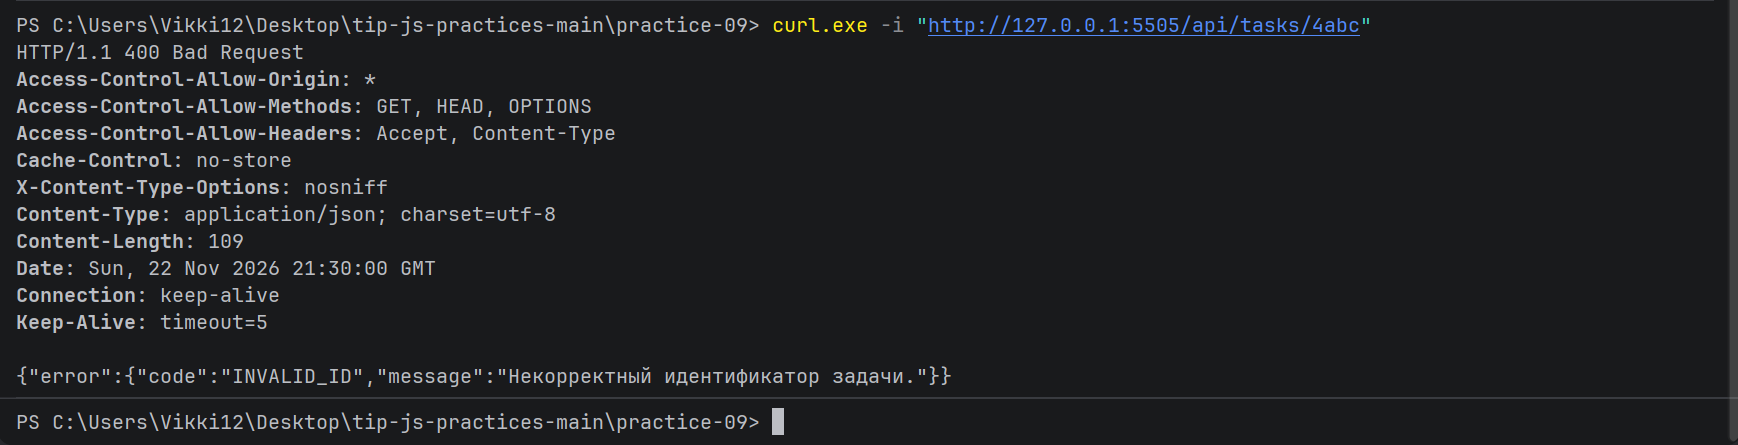 PS C:\Users\Vikki12\Desktop\tip-js-practices-main\practice-09> curl.exe -i "http://127.0.0.1:5505/api/tasks/4abc"
HTTP/1.1 400 Bad Request
Access-Control-Allow-Origin: *
Access-Control-Allow-Methods: GET, HEAD, OPTIONS
Access-Control-Allow-Headers: Accept, Content-Type
Cache-Control: no-store
X-Content-Type-Options: nosniff
Content-Type: application/json; charset=utf-8
Content-Length: 109
Date: Sun, 22 Nov 2026 21:30:00 GMT
Connection: keep-alive
Keep-Alive: timeout=5
{"error":{"code":"INVALID_ID","message":"Некорректный идентификатор задачи."}}
PS C:\Users\Vikki12\Desktop\tip-js-practices-main\practice-09>